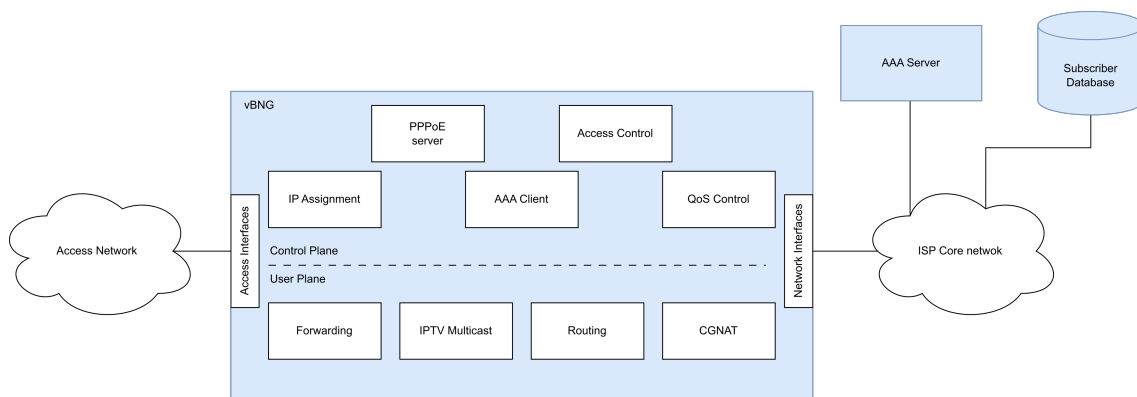 AAA Server
Subscriber
Database
vBNG
PPPoE
server
Access Control
IP Assignment
AAA Client
QoS Control
Access Network
Access Interfaces
Control Plane
User Plane
Network Interfaces
ISP Core netwok
Forwarding
IPTV Multicast
Routing
CGNAT